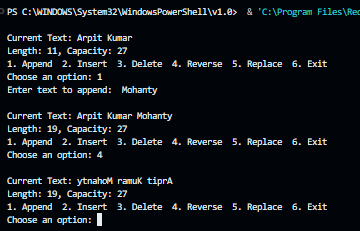 PS C:\WINDOWS\System32\WindowsPowerShell\v1.0>  & 'C:\Program Files\Red
Current Text: Arpit Kumar
Length: 11, Capacity: 27
1. Append  2. Insert  3. Delete  4. Reverse  5. Replace  6. Exit
Choose an option: 1
Enter text to append:  Mohanty
Current Text: Arpit Kumar Mohanty
Length: 19, Capacity: 27
1. Append  2. Insert  3. Delete  4. Reverse  5. Replace  6. Exit
Choose an option: 4
Current Text: ytnahoM ramuK tiprA
Length: 19, Capacity: 27
1. Append  2. Insert  3. Delete  4. Reverse  5. Replace  6. Exit
Choose an option: